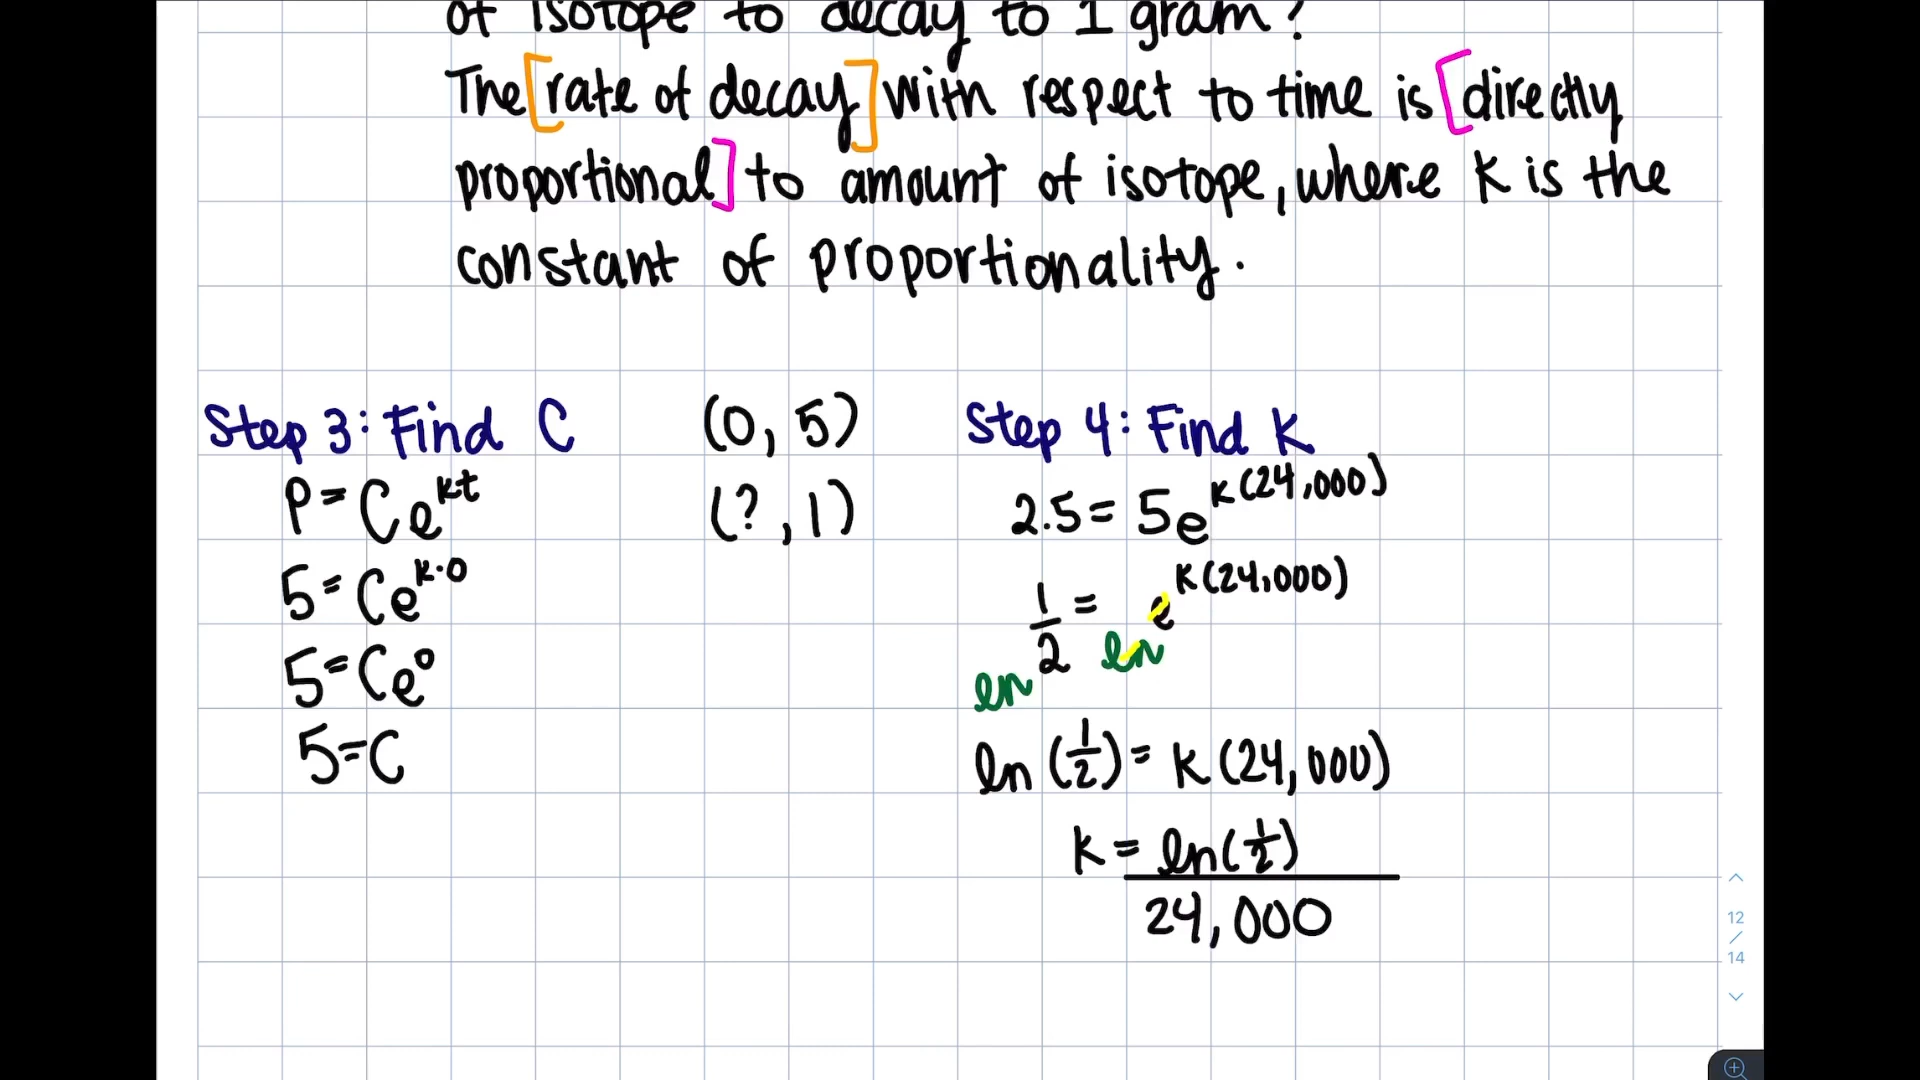 of isotope to decay to 1 gram?
The [rate of decay] with respect to time is [directly
proportional] to amount of isotope, where K is the
constant of proportionality.
Step 3: Find C
P = Ce^kt
5 = Ce^k·0
5 = Ce^0
5 = C
(0, 5)
(?, 1)
Step 4: Find K
2.5 = 5e^K(24,000)
1/2 = e^K(24,000)
ln ln
ln (1/2) = K (24,000)
K = ln(1/2)
24,000
12
/
14